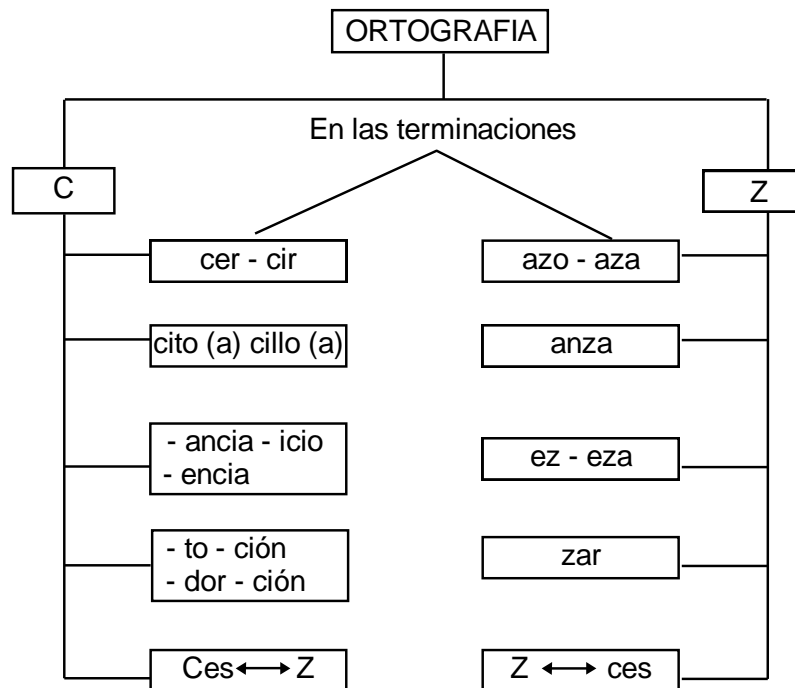 ORTOGRAFIA
En las terminaciones
C
Z
cer - cir
azo - aza
cito (a) cillo (a)
anza
- ancia - icio
- encia
ez - eza
- to - ción
- dor - ción
zar
Ces ↔ Z
Z ↔ ces